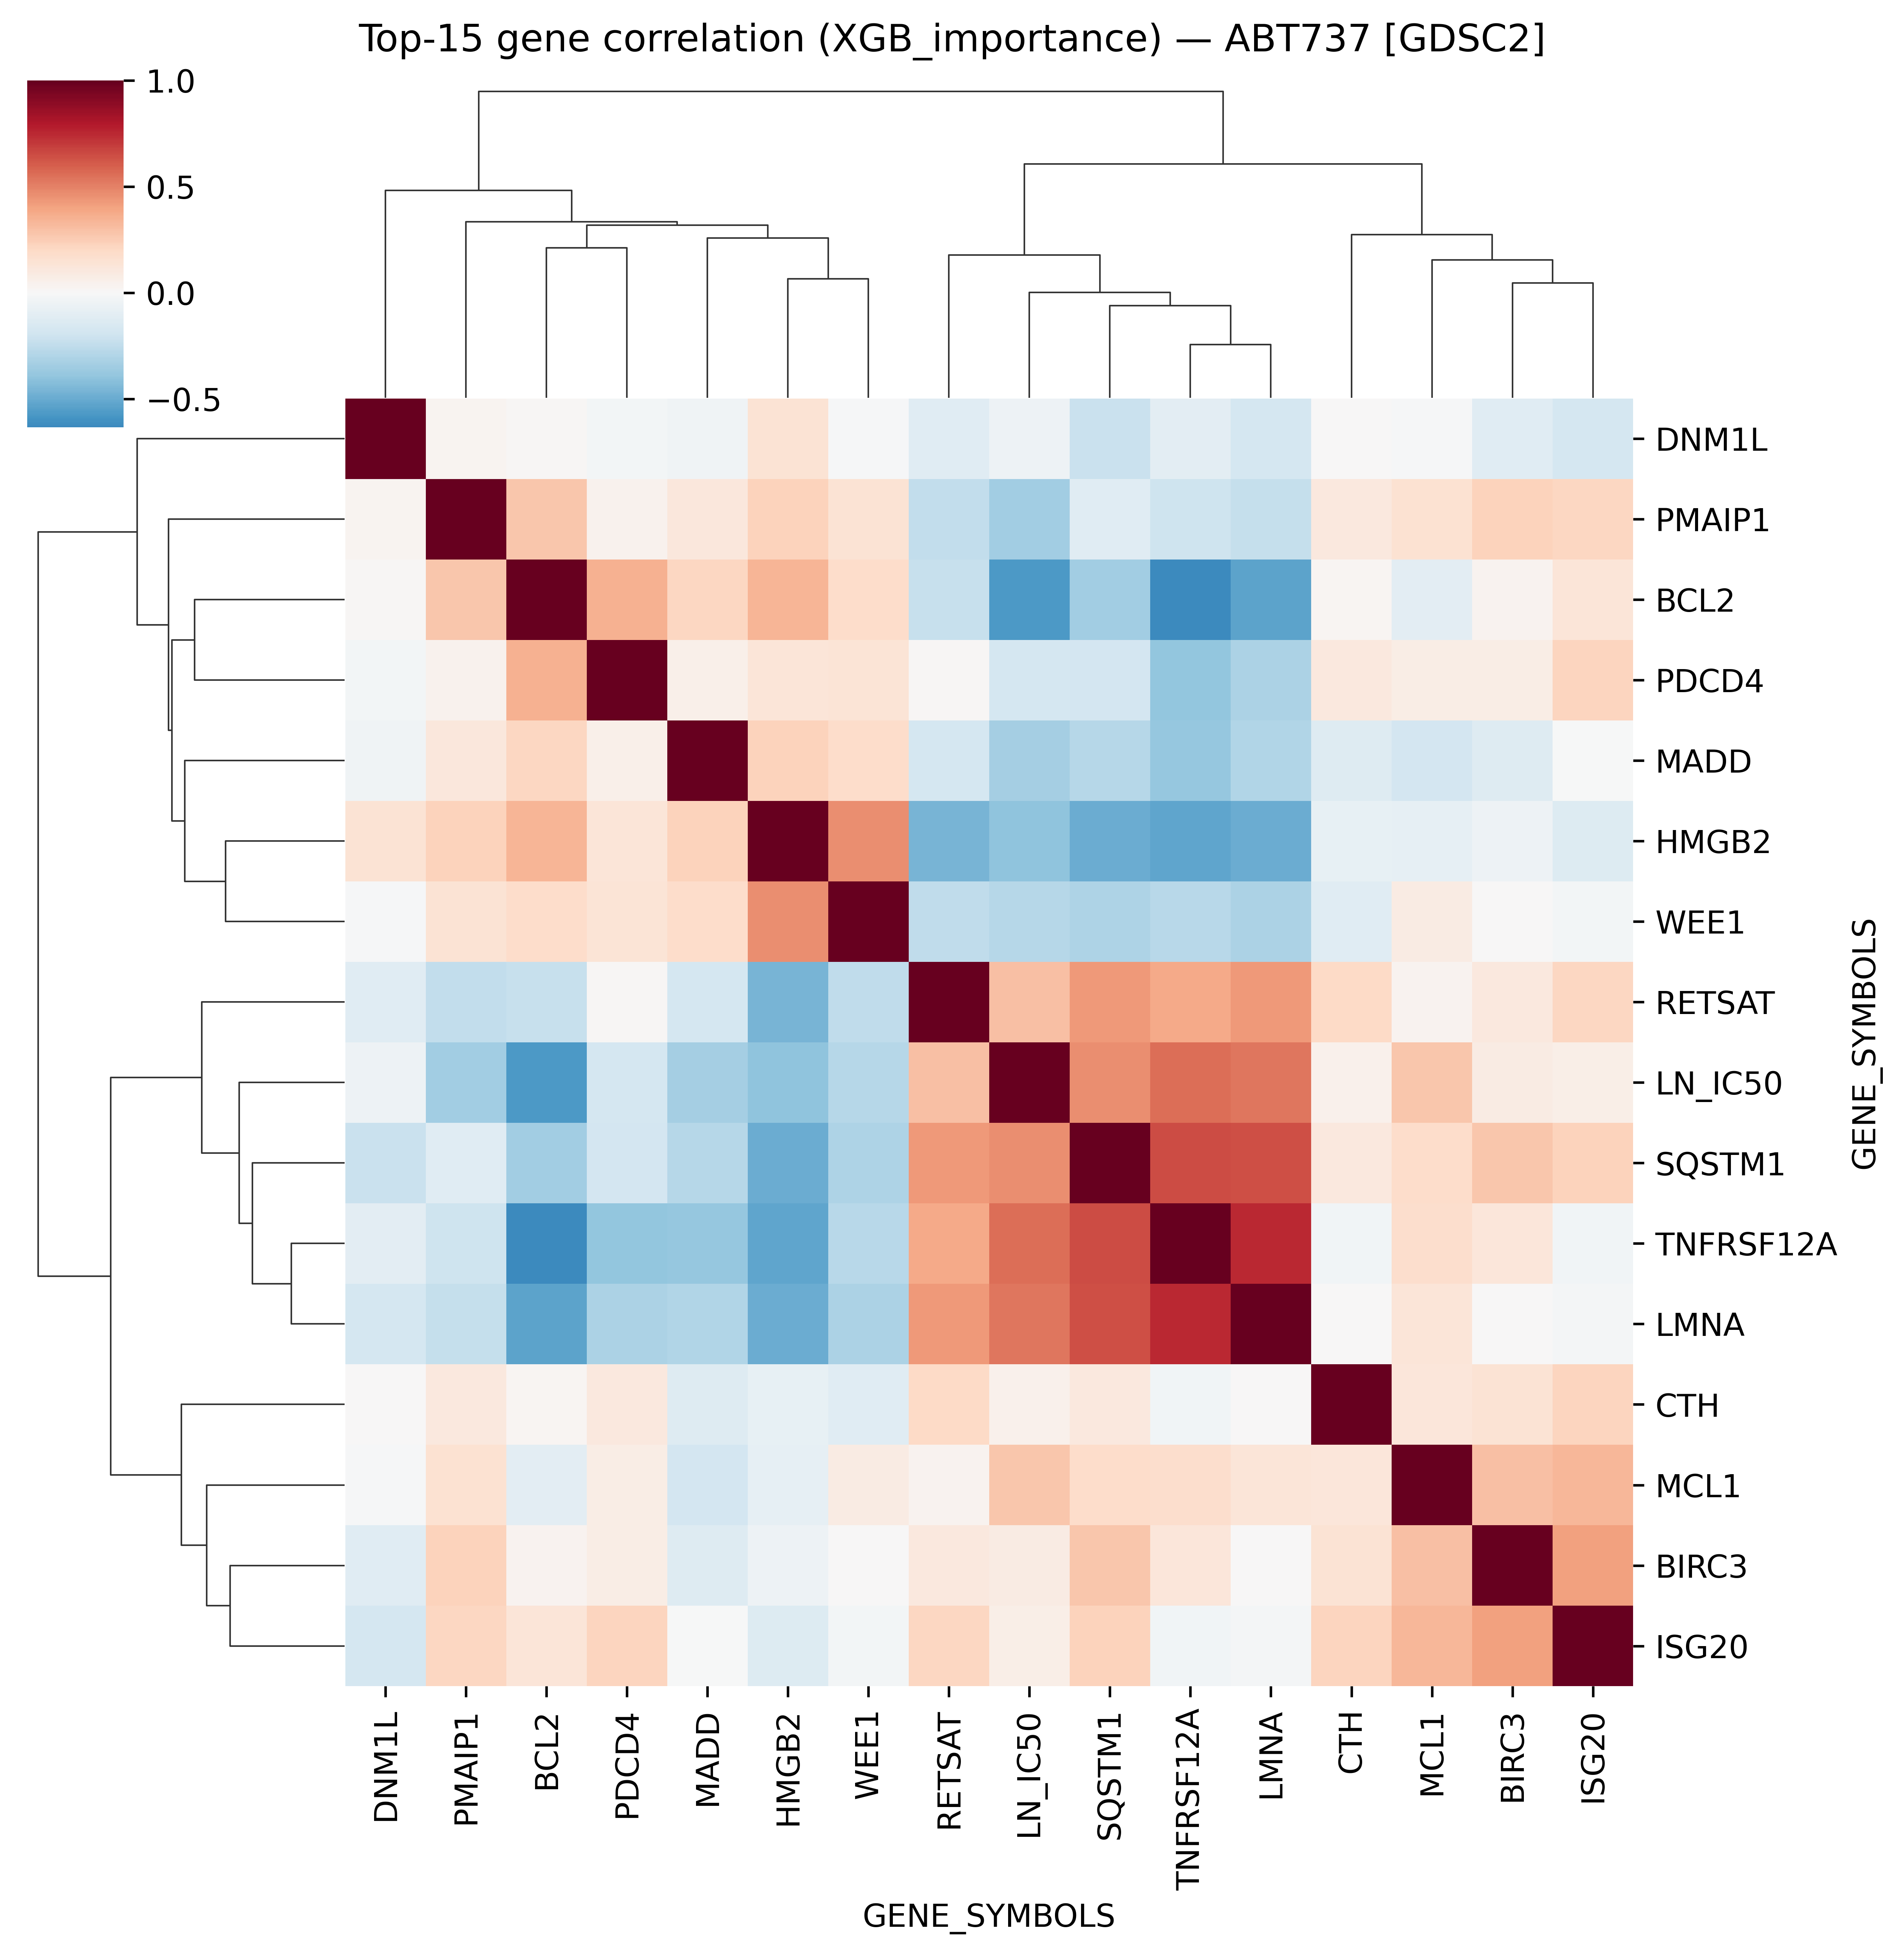 Top-15 gene correlation (XGB_importance) — ABT737 [GDSC2]
1.0
0.5
0.0
−0.5
DNM1L
PMAIP1
BCL2
PDCD4
MADD
HMGB2
WEE1
RETSAT
LN_IC50
SQSTM1
TNFRSF12A
LMNA
CTH
MCL1
BIRC3
ISG20
GENE_SYMBOLS
DNM1L
PMAIP1
BCL2
PDCD4
MADD
HMGB2
WEE1
RETSAT
LN_IC50
SQSTM1
TNFRSF12A
LMNA
CTH
MCL1
BIRC3
ISG20
GENE_SYMBOLS